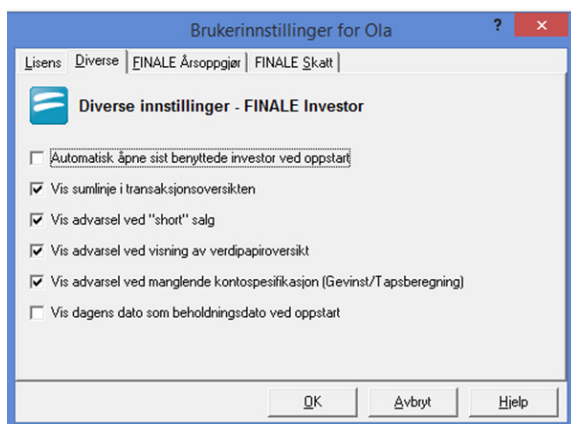 Brukerinnstillinger for Ola
Lisens Diverse FINALE Årsoppgjør FINALE Skatt
Diverse innstillinger - FINALE Investor
Automatisk åpne sist benyttede investor ved oppstart
Vis sumlinje i transaksjonsoversikten
Vis advarsel ved "short" salg
Vis advarsel ved visning av verdipapiroversikt
Vis advarsel ved manglende kontospesifikasjon (Gevinst/Tapsberegning)
Vis dagens dato som beholdningsdato ved oppstart
OK Avbryt Hjelp